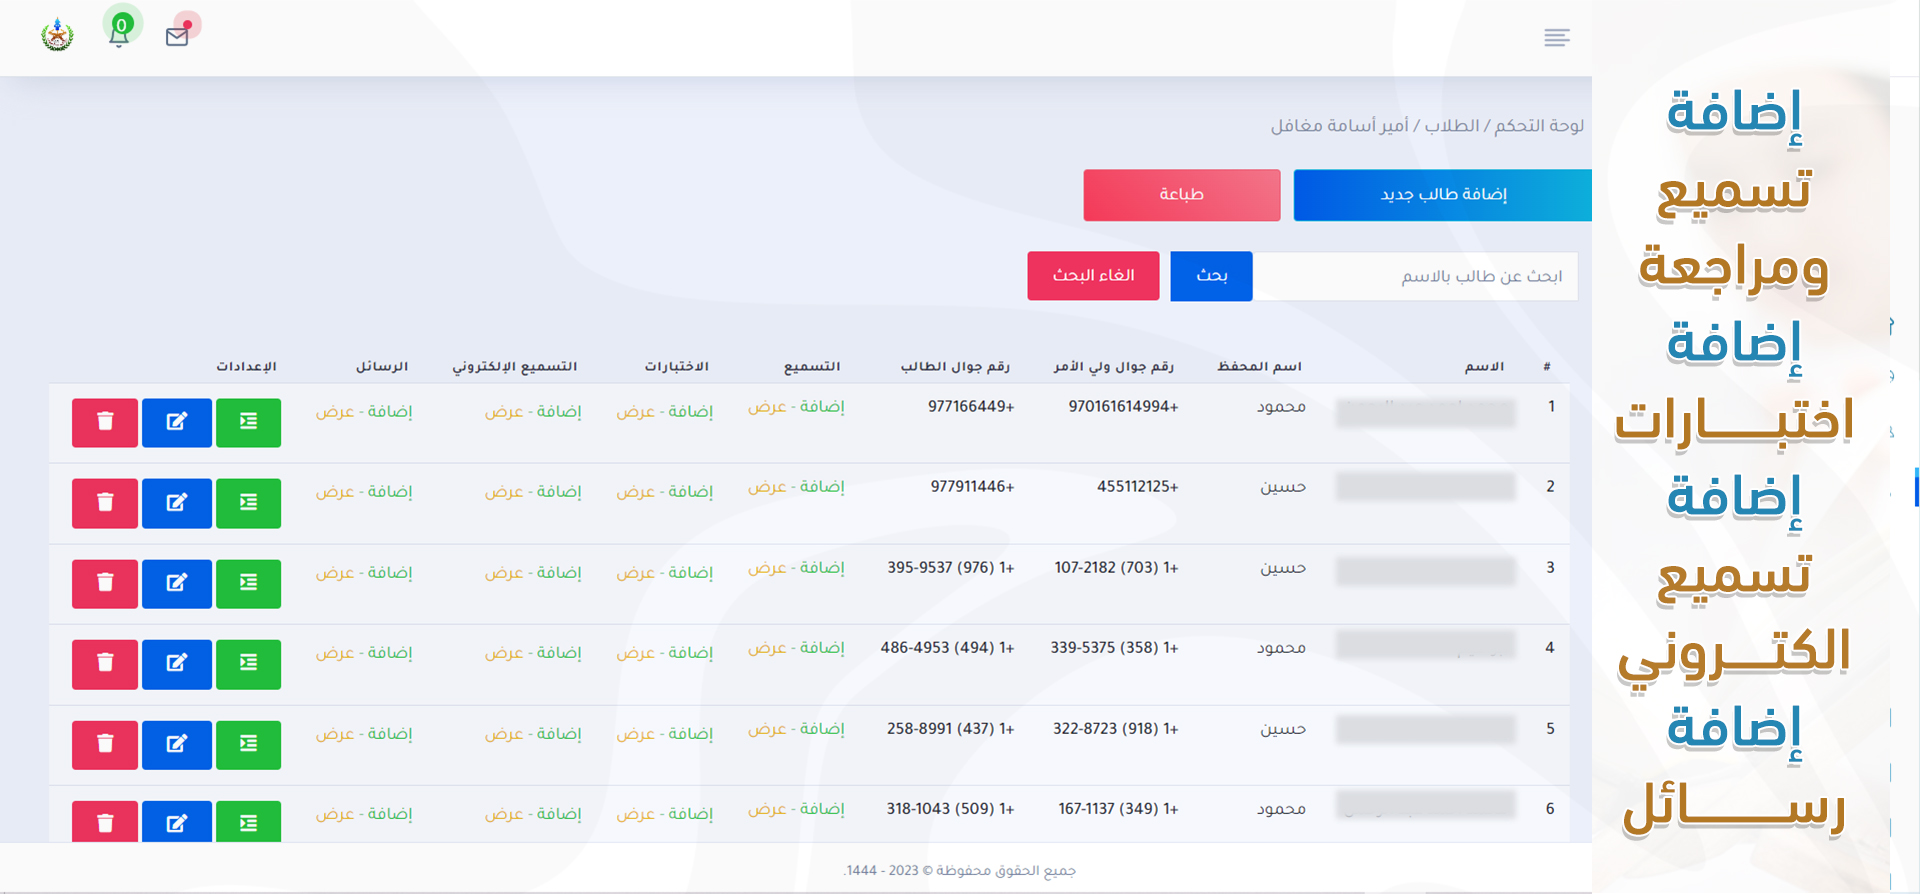 0
لوحة التحكم / الطلاب / أمير أسامة مغافل
إضافة طالب جديد
طباعة
ابحث عن طالب بالاسم
بحث
الغاء البحث
# الاسم اسم المحفظ رقم جوال ولي الأمر رقم جوال الطالب التسميع الاختبارات التسميع الإلكتروني الرسائل الإعدادات
1 محمود +970161614994 +977166449 إضافة - عرض إضافة - عرض إضافة - عرض إضافة - عرض
2 حسين +455112125 +977911446 إضافة - عرض إضافة - عرض إضافة - عرض إضافة - عرض
3 حسين +1 (703) 107-2182 +1 (976) 395-9537 إضافة - عرض إضافة - عرض إضافة - عرض إضافة - عرض
4 محمود +1 (358) 339-5375 +1 (494) 486-4953 إضافة - عرض إضافة - عرض إضافة - عرض إضافة - عرض
5 حسين +1 (918) 322-8723 +1 (437) 258-8991 إضافة - عرض إضافة - عرض إضافة - عرض إضافة - عرض
6 محمود +1 (349) 167-1137 +1 (509) 318-1043 إضافة - عرض إضافة - عرض إضافة - عرض إضافة - عرض
جميع الحقوق محفوظة © 2023 - 1444.
إضافة
تسميع
ومراجعة
إضافة
اختبـــــارات
إضافة
تسميع
الكتـــروني
إضافة
رســـــائل